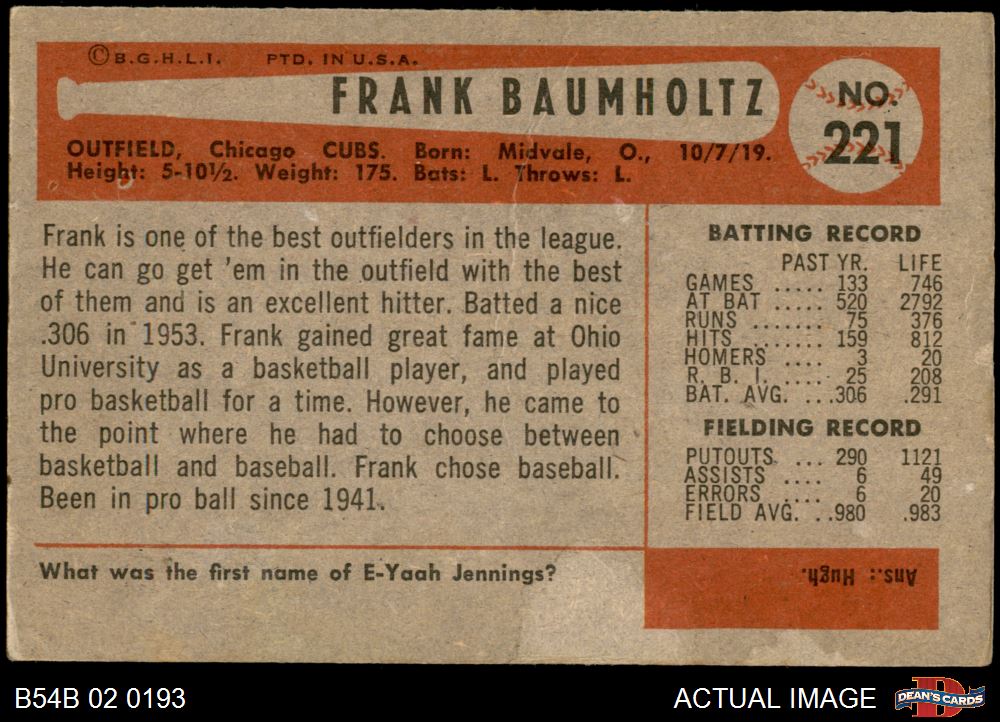 ©B.G.H.L.I. PTD. IN U.S.A.
FRANK BAUMHOLTZ
NO.
221
OUTFIELD, Chicago CUBS. Born: Midvale, O., 10/7/19.
Height: 5-10½. Weight: 175. Bats: L. Throws: L.
Frank is one of the best outfielders in the league.
He can go get 'em in the outfield with the best
of them and is an excellent hitter. Batted a nice
.306 in 1953. Frank gained great fame at Ohio
University as a basketball player, and played
pro basketball for a time. However, he came to
the point where he had to choose between
basketball and baseball. Frank chose baseball.
Been in pro ball since 1941.
BATTING RECORD
PAST YR. LIFE
GAMES ..... 133 746
AT BAT ..... 520 2792
RUNS ....... 75 376
HITS ....... 159 812
HOMERS .... 3 20
R. B. I. ..... 25 208
BAT. AVG. ...306 .291
FIELDING RECORD
PUTOUTS ... 290 1121
ASSISTS .... 6 49
ERRORS .... 6 20
FIELD AVG. ..980 .983
What was the first name of E-Yaah Jennings?
Ans.: Hugh.
B54B 02 0193
ACTUAL IMAGE
DEAN'S CARDS